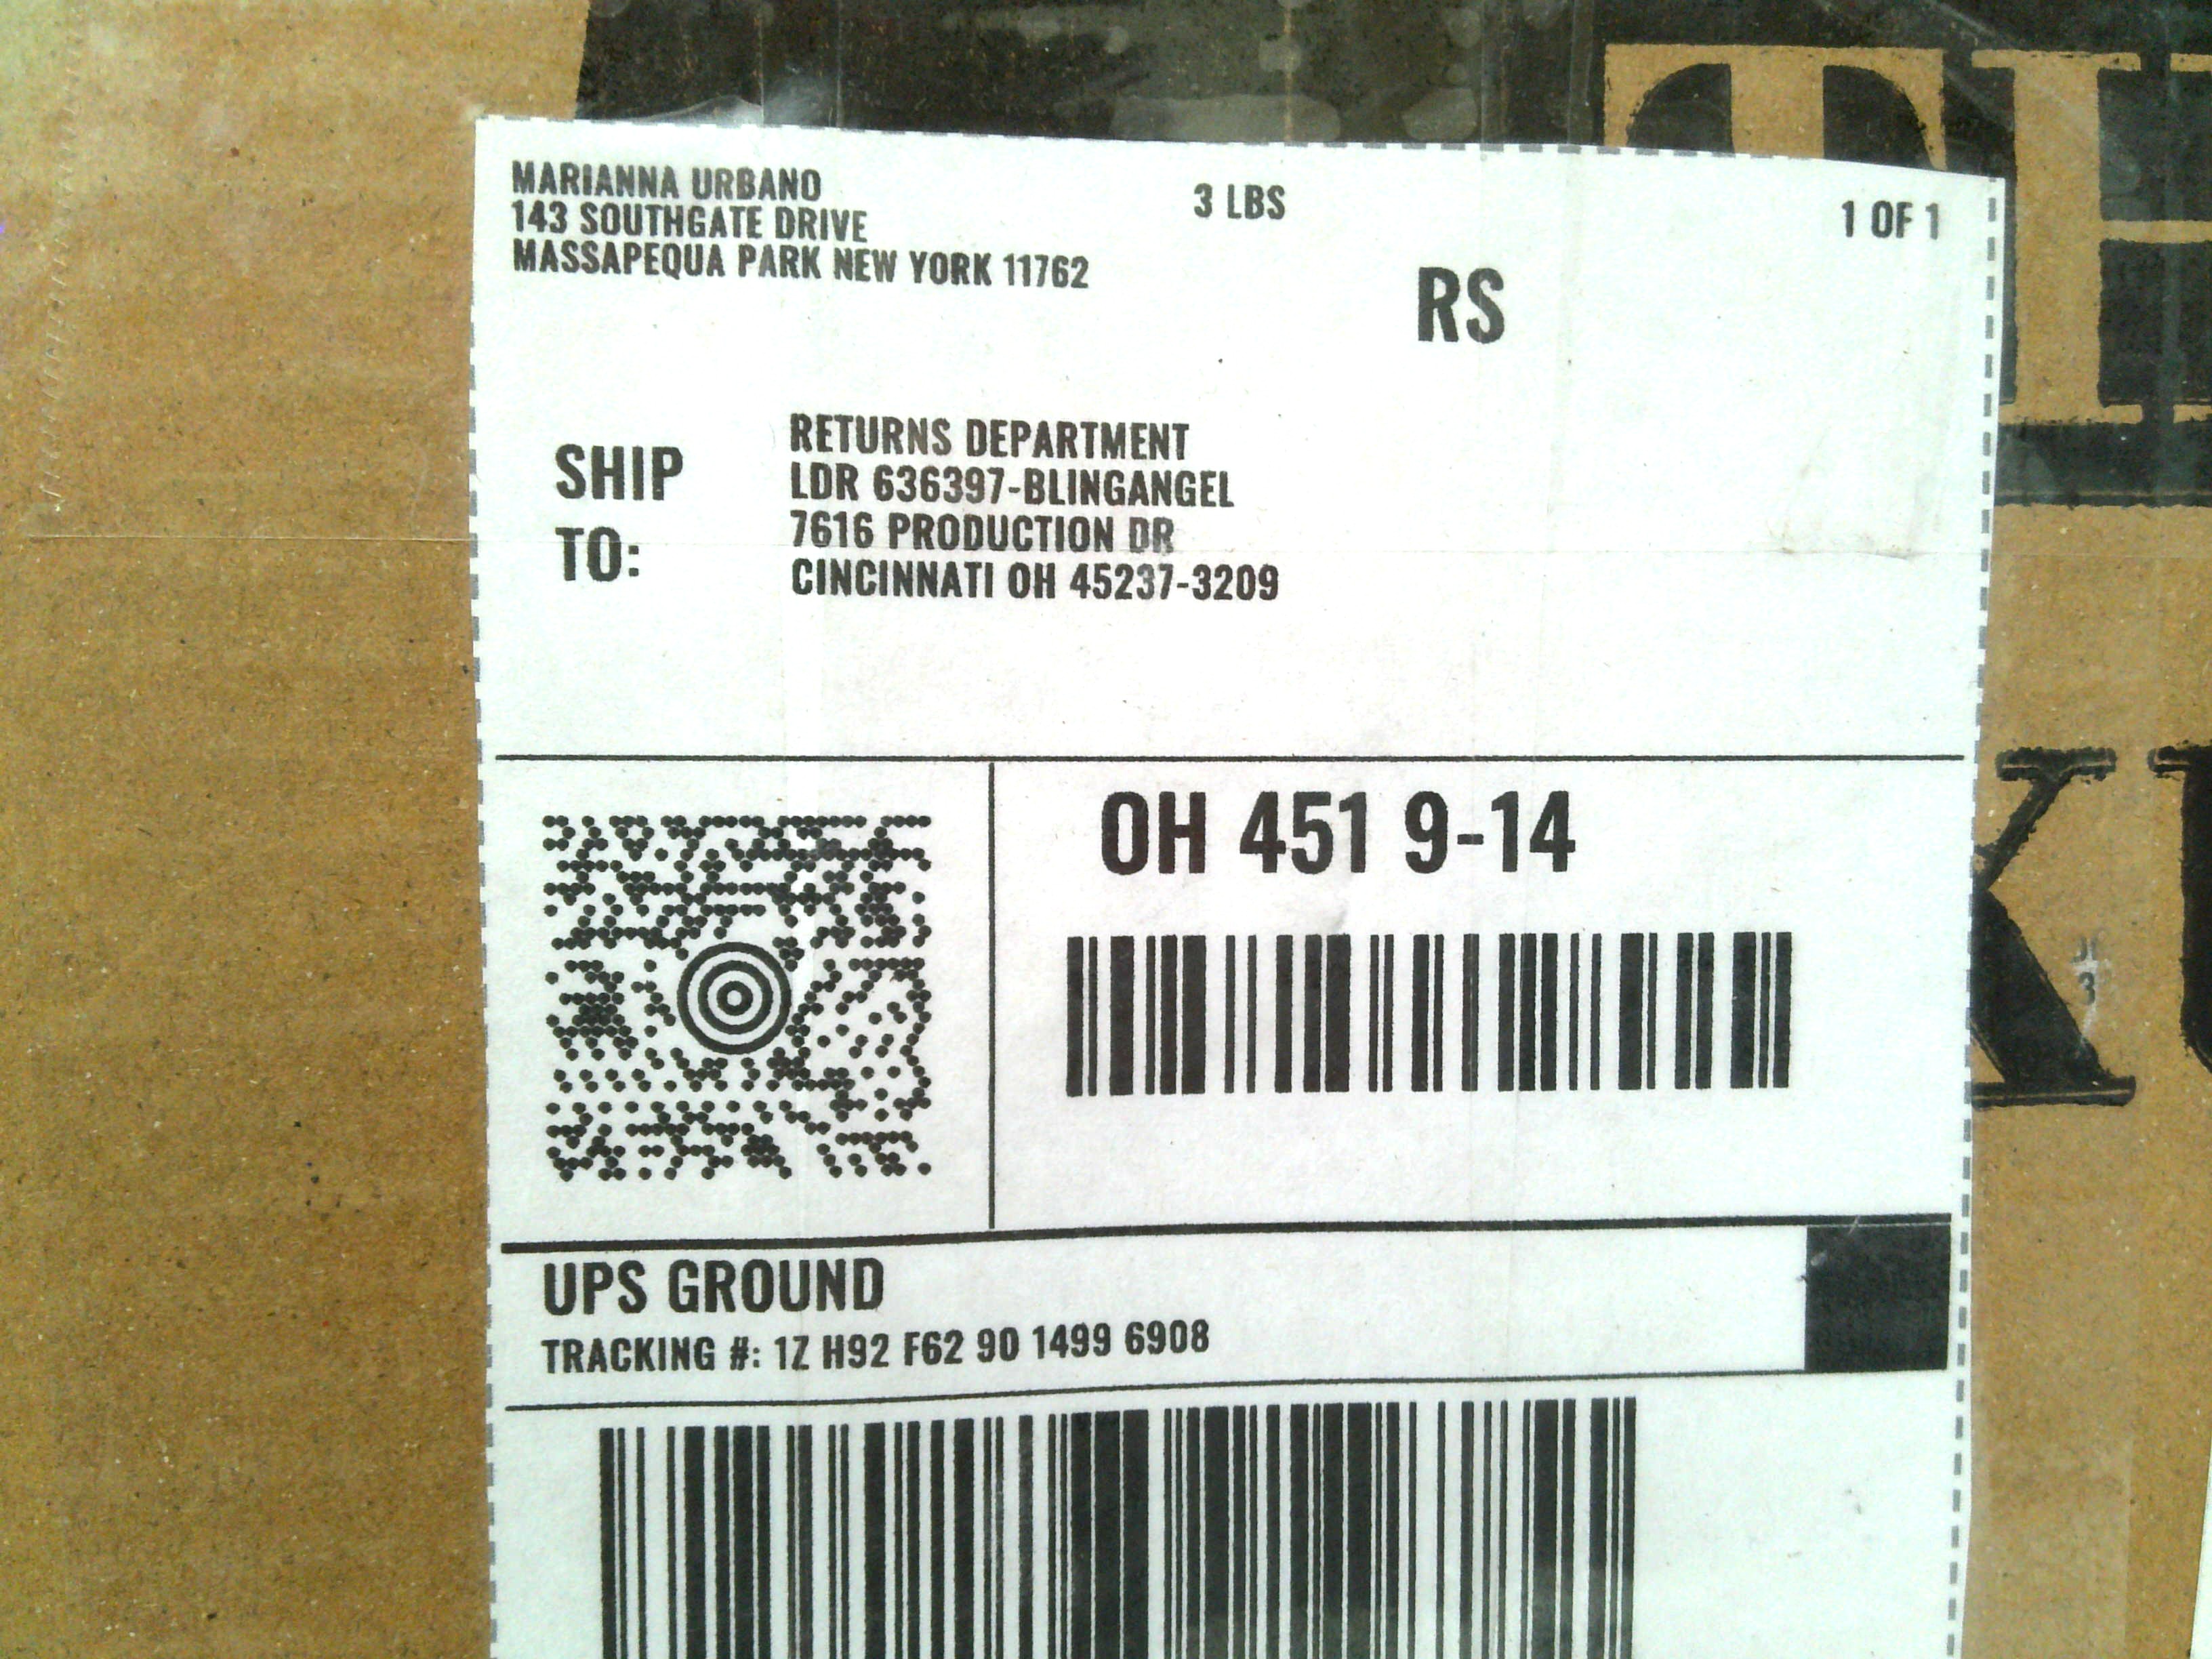 MARIANNA URBANO
143 SOUTHGATE DRIVE
MASSAPEQUA PARK NEW YORK 11762
3 LBS
1 OF 1
RS
SHIP
TO:
RETURNS DEPARTMENT
LDR 636397-BLINGANGEL
7616 PRODUCTION DR
CINCINNATI OH 45237-3209
OH 451 9-14
UPS GROUND
TRACKING #: 1Z H92 F62 90 1499 6908
TH